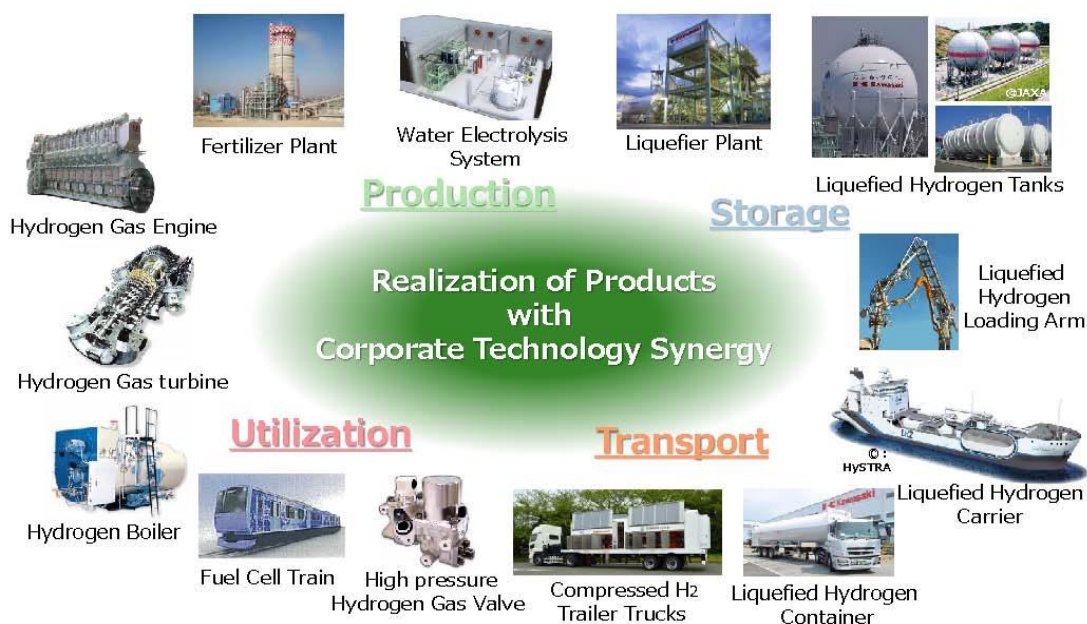 Fertilizer Plant
Water Electrolysis
System
Liquefier Plant
©JAXA
Liquefied Hydrogen Tanks
Hydrogen Gas Engine
Production
Storage
Realization of Products
with
Corporate Technology Synergy
Liquefied
Hydrogen
Loading Arm
Hydrogen Gas turbine
Utilization
Transport
LH2
© :
HySTRA
Liquefied Hydrogen
Carrier
Hydrogen Boiler
Kawasaki
Fuel Cell Train
High pressure
Hydrogen Gas Valve
Compressed H2
Trailer Trucks
Liquefied Hydrogen
Container